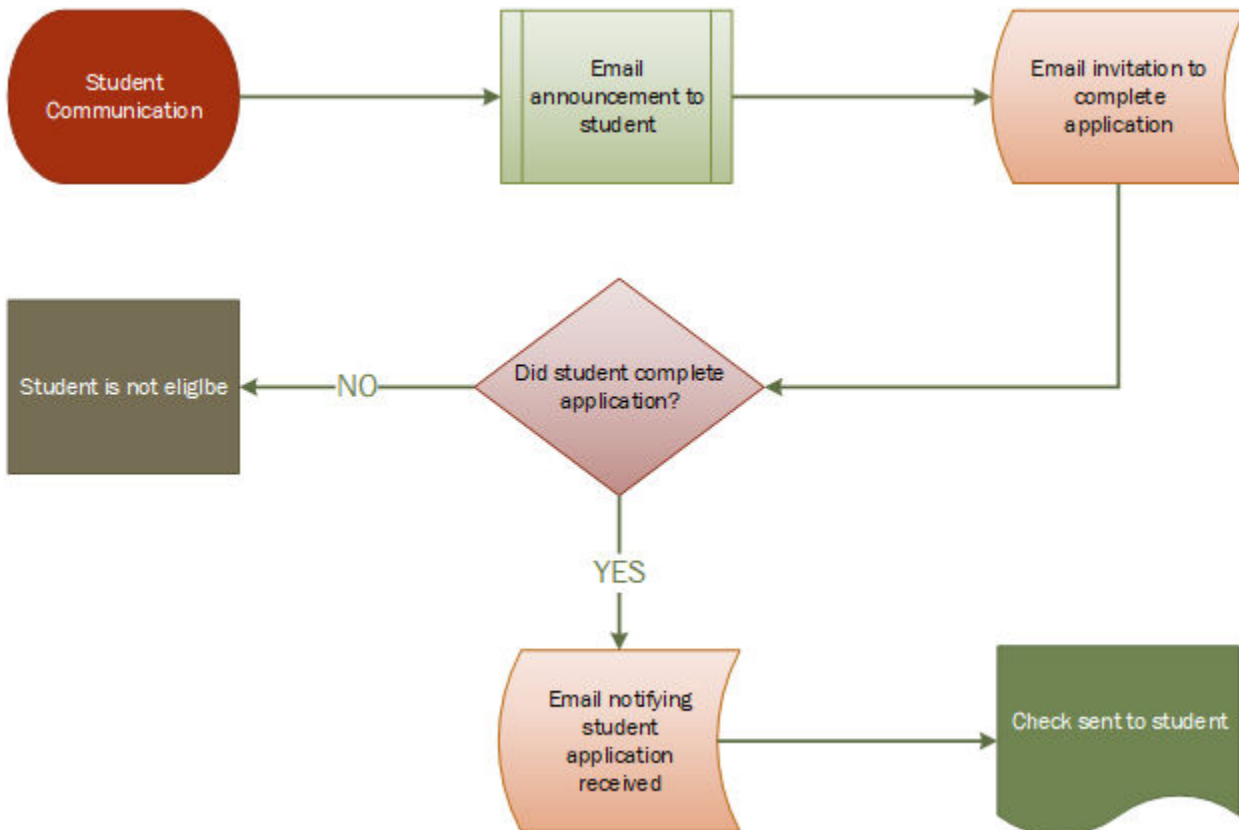 Student
Communication
Email
announcement to
student
Email invitation to
complete
application
Student is not eliglbe
NO
Did student complete
application?
YES
Email notifying
student
application
received
Check sent to student